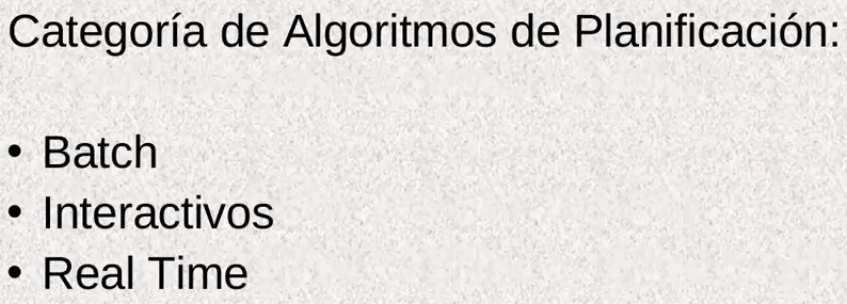 Categoría de Algoritmos de Planificación:
• Batch
• Interactivos
• Real Time